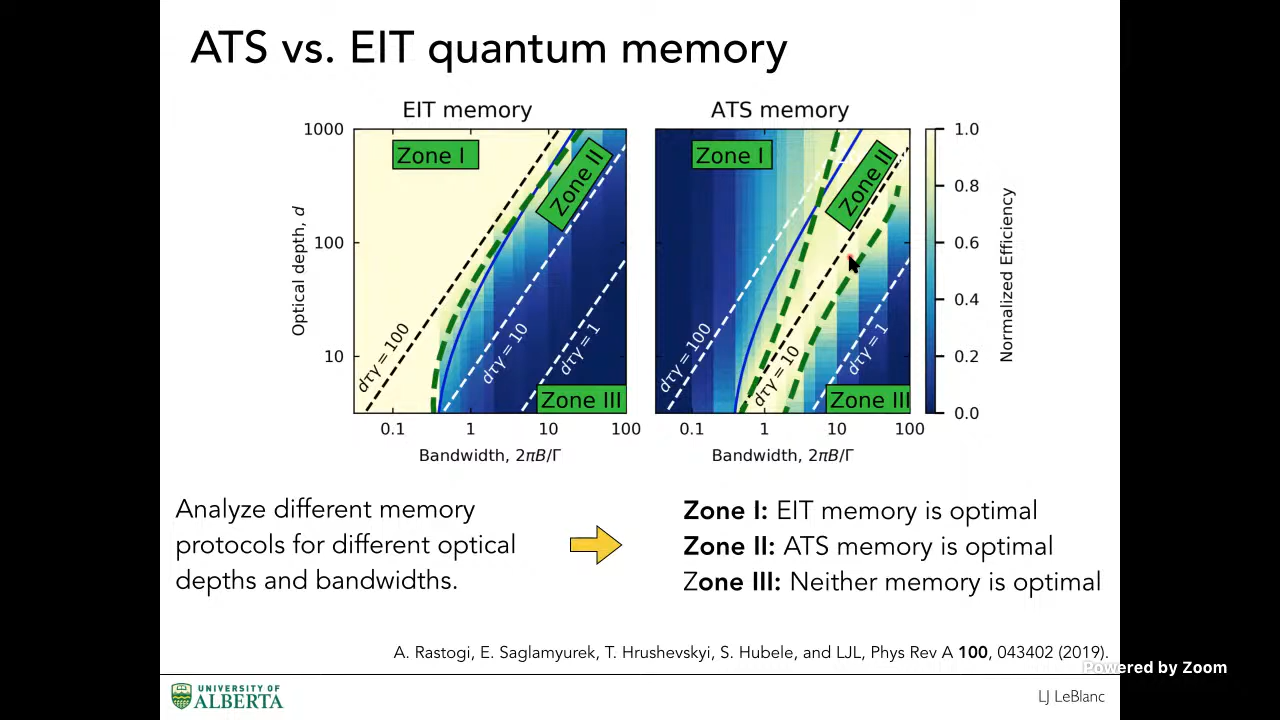 ATS vs. EIT quantum memory
EIT memory
ATS memory
1000
100
10
Optical depth, d
Zone I
Zone II
Zone III
dτγ = 100
dτγ = 10
dτγ = 1
0.1
1
10
100
Bandwidth, 2πB/Γ
Zone I
Zone II
Zone III
dτγ = 100
dτγ = 10
dτγ = 1
0.1
1
10
100
Bandwidth, 2πB/Γ
1.0
0.8
0.6
0.4
0.2
0.0
Normalized Efficiency
Analyze different memory
protocols for different optical
depths and bandwidths.
Zone I: EIT memory is optimal
Zone II: ATS memory is optimal
Zone III: Neither memory is optimal
A. Rastogi, E. Saglamyurek, T. Hrushevskyi, S. Hubele, and LJL, Phys Rev A 100, 043402 (2019).
Powered by Zoom
UNIVERSITY OF
ALBERTA
LJ LeBlanc